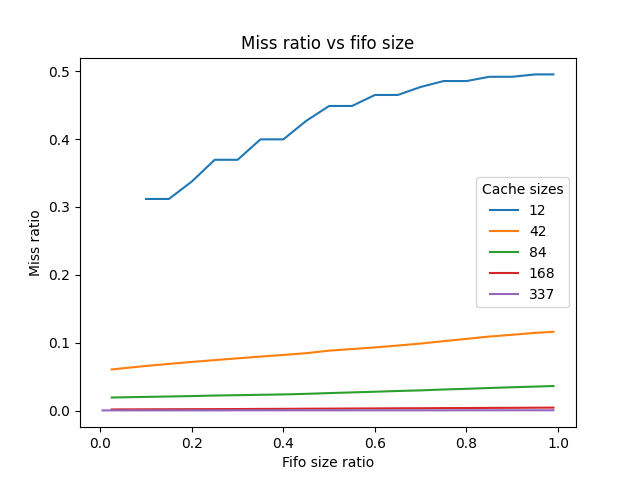 Miss ratio vs fifo size
0.5
0.4
0.3
0.2
0.1
0.0
Miss ratio
Cache sizes
12
42
84
168
337
0.0 0.2 0.4 0.6 0.8 1.0
Fifo size ratio